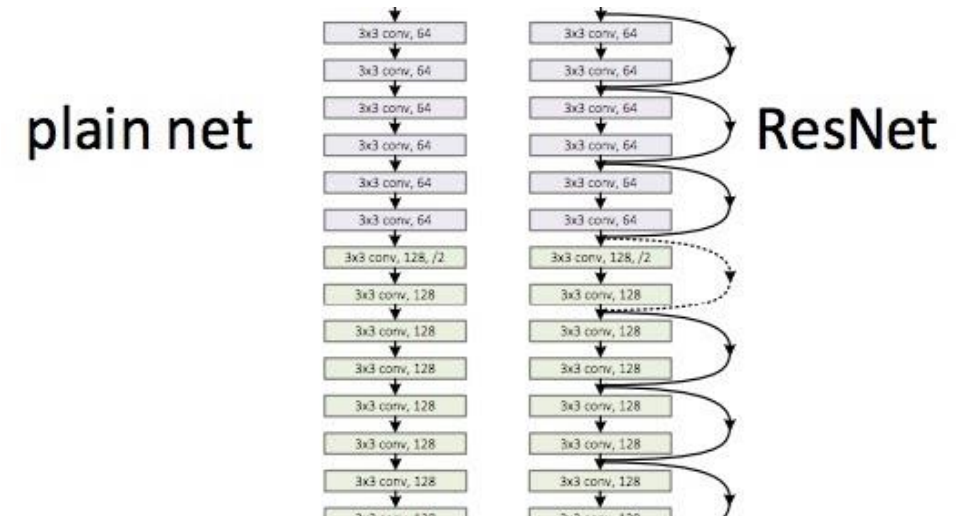 plain net
3x3 conv, 64
3x3 conv, 64
3x3 conv, 64
3x3 conv, 64
3x3 conv, 64
3x3 conv, 64
3x3 conv, 128, /2
3x3 conv, 128
3x3 conv, 128
3x3 conv, 128
3x3 conv, 128
3x3 conv, 128
3x3 conv, 128
3x3 conv, 64
3x3 conv, 64
3x3 conv, 64
3x3 conv, 64
3x3 conv, 64
3x3 conv, 64
3x3 conv, 128, /2
3x3 conv, 128
3x3 conv, 128
3x3 conv, 128
3x3 conv, 128
3x3 conv, 128
3x3 conv, 128
ResNet